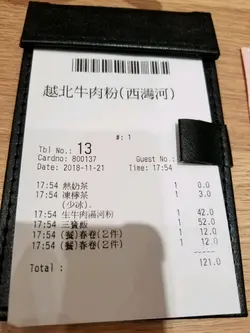 越北牛肉粉(西灣河)
#: 1
Tbl No.: 13
Cardno: 800137 Guest No.:
Date: 2018-11-21 Time: 17:54
17:54 熱奶茶 1 0.0
17:54 凍檸茶 1 3.0
(少冰).
17:54 生牛肉湯河粉 1 42.0
17:54 三寶飯 1 52.0
17:54 (餐)春卷(2件) 1 12.0
17:54 (餐)春卷(2件) 1 12.0
Total : 121.0